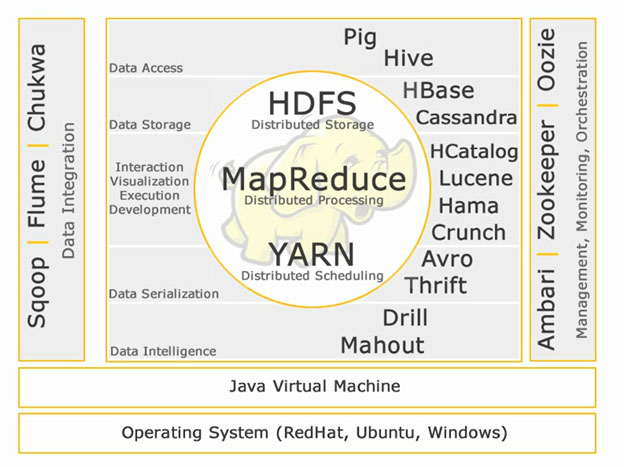 Sqoop | Flume | Chukwa
Data Integration
Data Access
Pig
Hive
Data Storage
HDFS
Distributed Storage
HBase
Cassandra
Interaction
Visualization
Execution
Development
MapReduce
Distributed Processing
HCatalog
Lucene
Hama
Crunch
YARN
Distributed Scheduling
Data Serialization
Avro
Thrift
Data Intelligence
Drill
Mahout
Ambari | Zookeeper | Oozie
Management, Monitoring, Orchestration
Java Virtual Machine
Operating System (RedHat, Ubuntu, Windows)